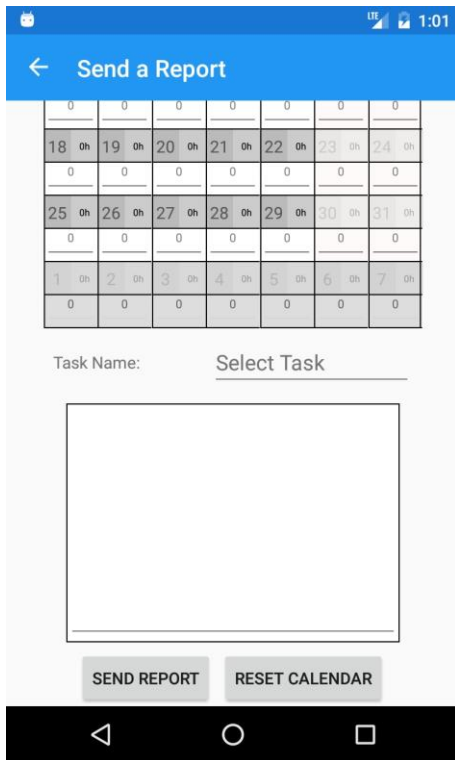 LTE 1:01
Send a Report
0 0 0 0 0 0 0
18 0h 19 0h 20 0h 21 0h 22 0h 23 0h 24 0h
0 0 0 0 0 0 0
25 0h 26 0h 27 0h 28 0h 29 0h 30 0h 31 0h
0 0 0 0 0 0 0
1 0h 2 0h 3 0h 4 0h 5 0h 6 0h 7 0h
0 0 0 0 0 0 0
Task Name: Select Task
SEND REPORT RESET CALENDAR